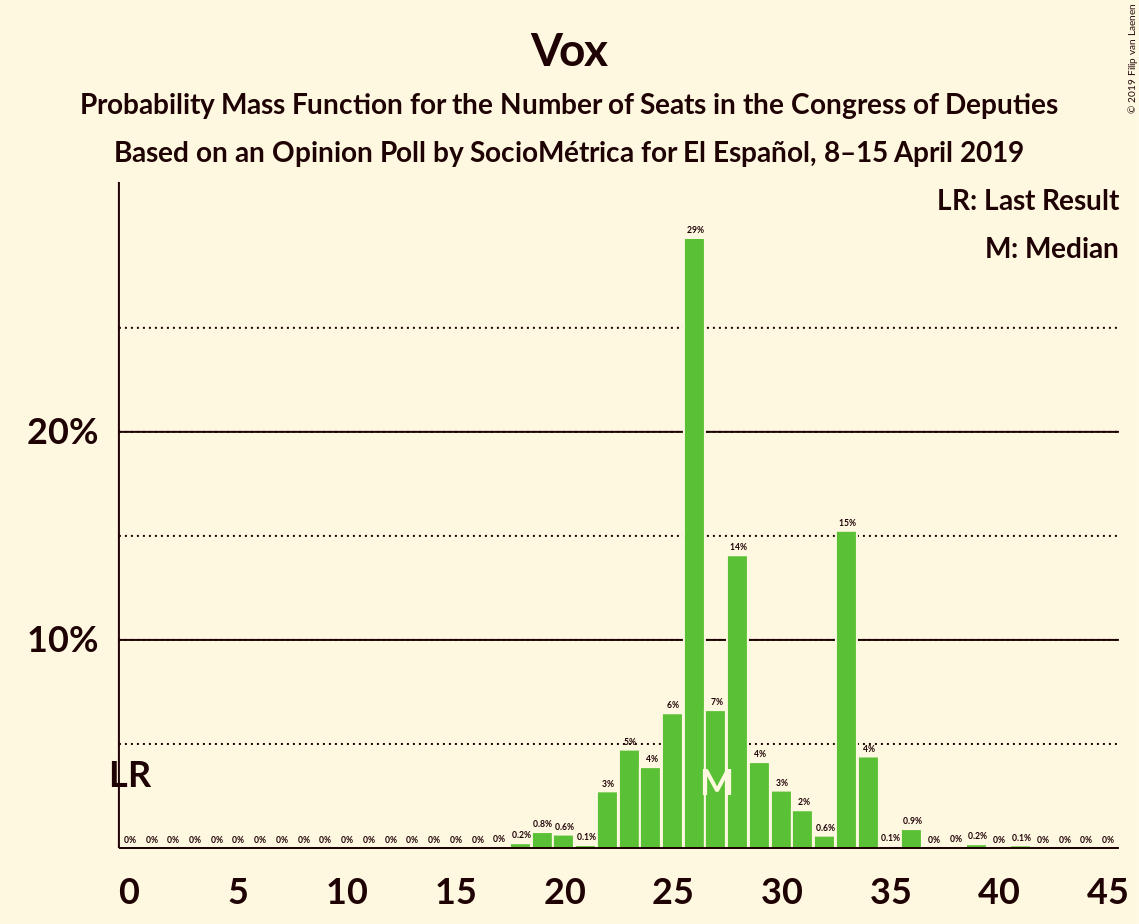 Vox
Probability Mass Function for the Number of Seats in the Congress of Deputies
Based on an Opinion Poll by SocioMétrica for El Español, 8–15 April 2019
© 2019 Filip van Laenen
LR: Last Result
M: Median
20%
10%
LR
M
0% 0% 0% 0% 0% 0% 0% 0% 0% 0% 0% 0% 0% 0% 0% 0% 0% 0% 0.2% 0.8% 0.6% 0.1% 3% 5% 4% 6% 29% 7% 14% 4% 3% 2% 0.6% 15% 4% 0.1% 0.9% 0% 0% 0.2% 0% 0.1% 0% 0% 0% 0%
0 5 10 15 20 25 30 35 40 45